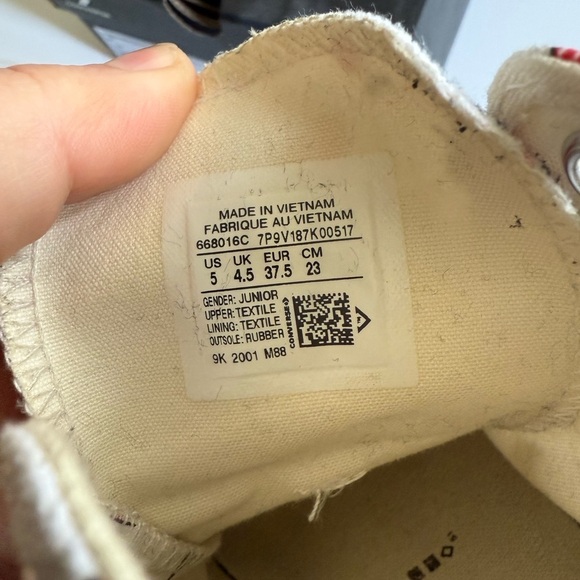 MADE IN VIETNAM
FABRIQUE AU VIETNAM
668016C 7P9V187K00517
US UK EUR CM
5 4.5 37.5 23
GENDER: JUNIOR
UPPER: TEXTILE
LINING: TEXTILE
OUTSOLE: RUBBER
CONVERSE
9K 2001 M88